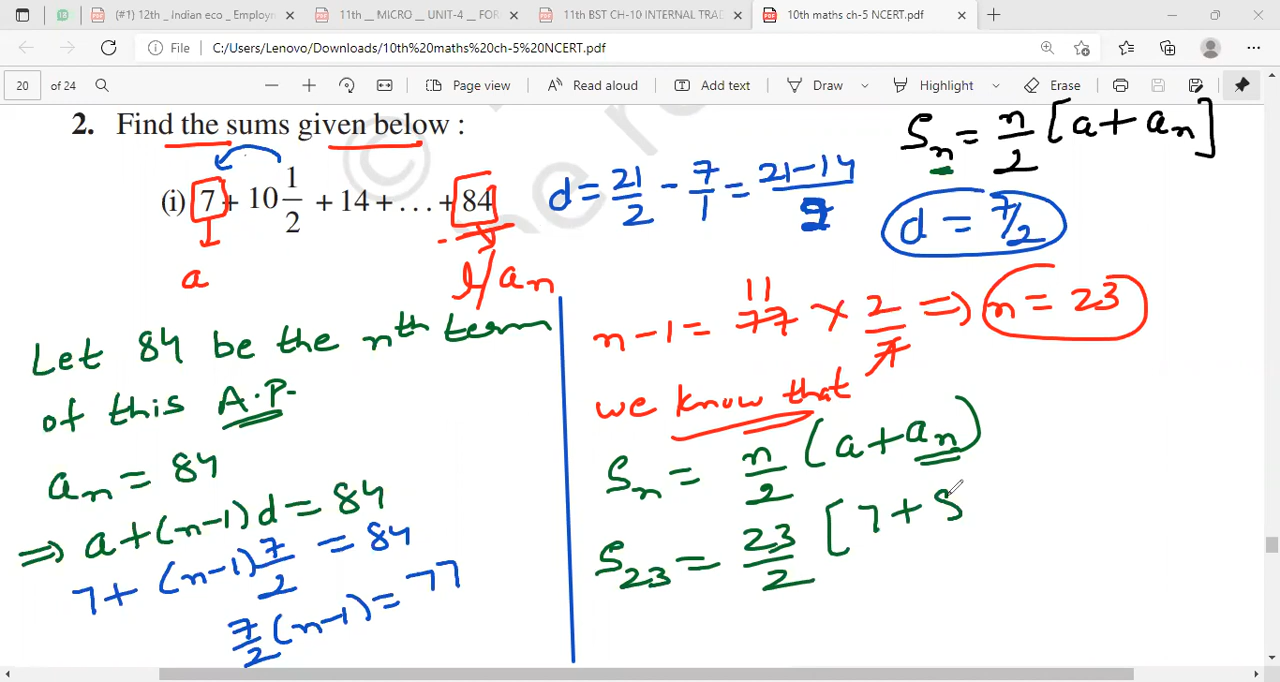 (#1) 12th _ Indian eco _ Employm
11th __ MICRO __ UNIT-4 __ FOR
11th BST CH-10 INTERNAL TRAD
10th maths ch-5 NCERT.pdf
File C:/Users/Lenovo/Downloads/10th%20maths%20ch-5%20NCERT.pdf
20 of 24 Page view Read aloud Add text Draw Highlight Erase
2. Find the sums given below :
Sn = n/2 [a + an]
(i) 7 + 10 1/2 + 14 + . . . + 84
d = 21/2 - 7/1 = 21-14/2
d = 7/2
a
l/an
Let 84 be the nth term
of this A.P-
an = 84
⇒ a + (n-1)d = 84
7 + (n-1) 7/2 = 84
7/2 (n-1) = 77
n-1 = 11 77 × 2/7 ⇒ n = 23
we know that
Sn = n/2 (a + an)
S23 = 23/2 [7 + 8